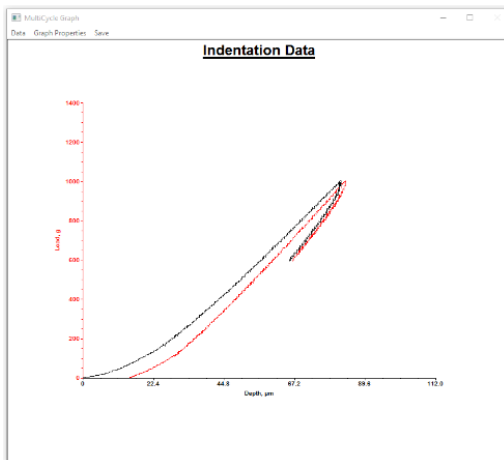 MultiCycle Graph
Data Graph Properties Save
Indentation Data
1400
1200
1000
800
600
400
200
0
Load, g
0 22.4 44.8 67.2 89.6 112.0
Depth, µm